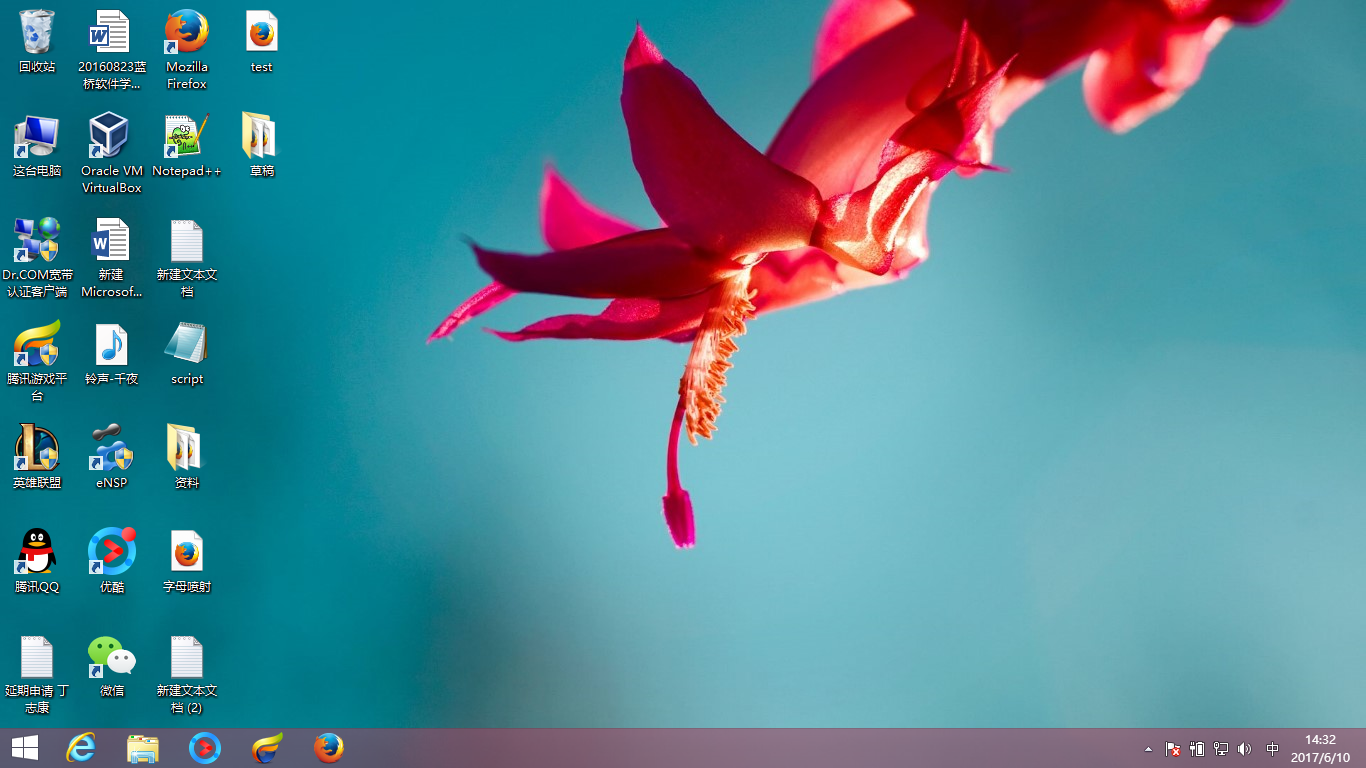 回收站
20160823蓝
桥软件学...
Mozilla
Firefox
test
这台电脑
Oracle VM
VirtualBox
Notepad++
草稿
Dr.COM宽带
认证客户端
新建
Microsof...
新建文本文
档
腾讯游戏平
台
铃声-千夜
script
英雄联盟
eNSP
资料
腾讯QQ
优酷
字母喷射
延期申请 丁
志康
微信
新建文本文
档 (2)
中
14:32
2017/6/10